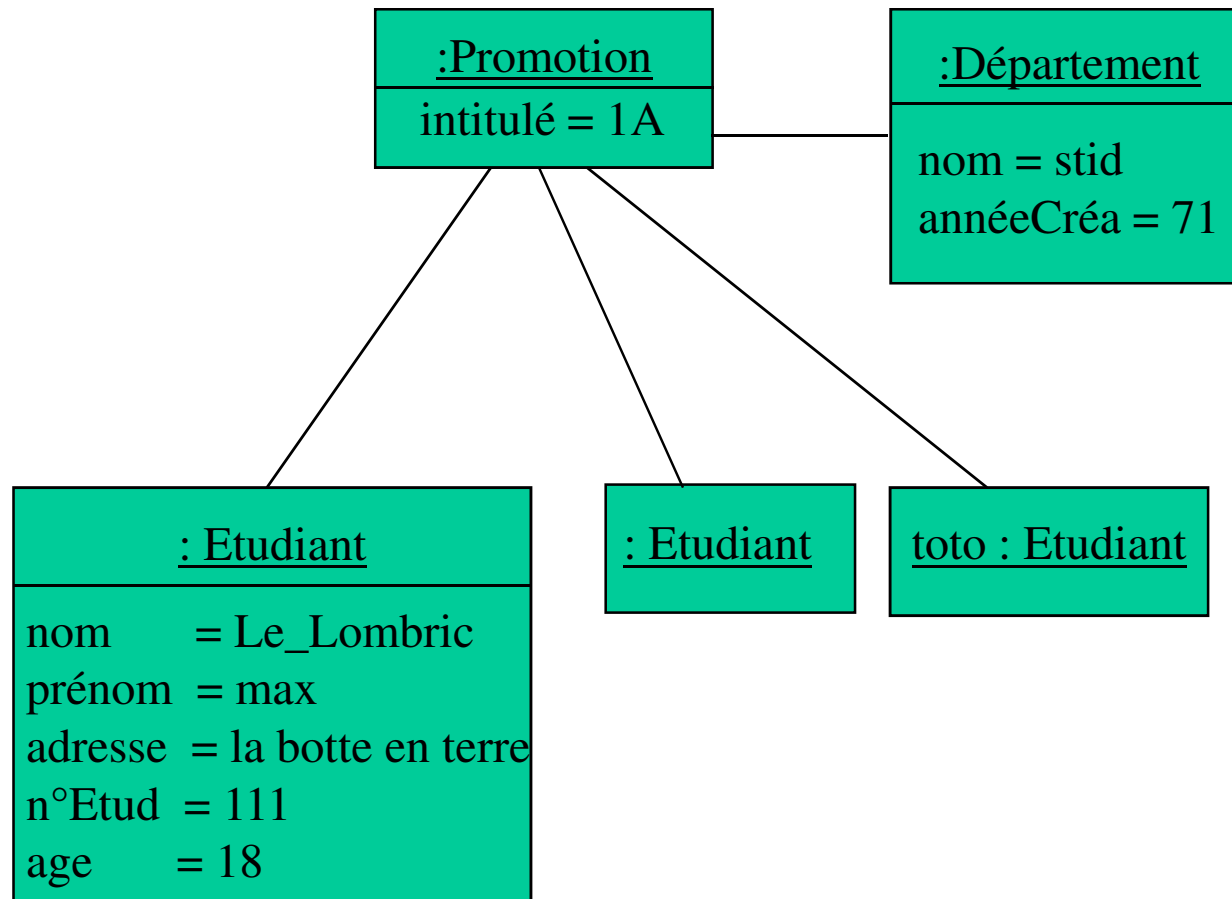 :Promotion
intitulé = 1A
:Département
nom = stid
annéeCréa = 71
: Etudiant
nom = Le_Lombric
prénom = max
adresse = la botte en terre
n°Etud = 111
age = 18
: Etudiant
toto : Etudiant